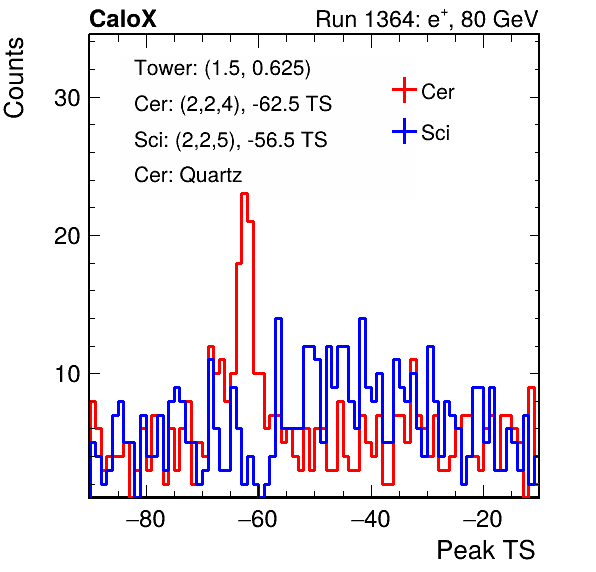 CaloX Run 1364: e⁺, 80 GeV
Counts
Tower: (1.5, 0.625)
Cer: (2,2,4), -62.5 TS
Sci: (2,2,5), -56.5 TS
Cer: Quartz
Cer
Sci
30
20
10
−80 −60 −40 −20
Peak TS